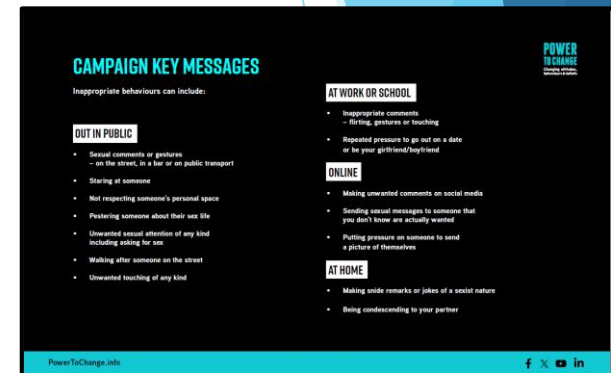 CAMPAIGN KEY MESSAGES
Inappropriate behaviours can include:
OUT IN PUBLIC
• Sexual comments or gestures
– on the street, in a bar or on public transport
• Staring at someone
• Not respecting someone's personal space
• Pestering someone about their sex life
• Unwanted sexual attention of any kind
including asking for sex
• Walking after someone on the street
• Unwanted touching of any kind
POWER
TO CHANGE
Changing attitudes,
behaviours & beliefs
AT WORK OR SCHOOL
• Inappropriate comments
– flirting, gestures or touching
• Repeated pressure to go out on a date
or be your girlfriend/boyfriend
ONLINE
• Making unwanted comments on social media
• Sending sexual messages to someone that
you don't know are actually wanted
• Putting pressure on someone to send
a picture of themselves
AT HOME
• Making snide remarks or jokes of a sexist nature
• Being condescending to your partner
PowerToChange.info